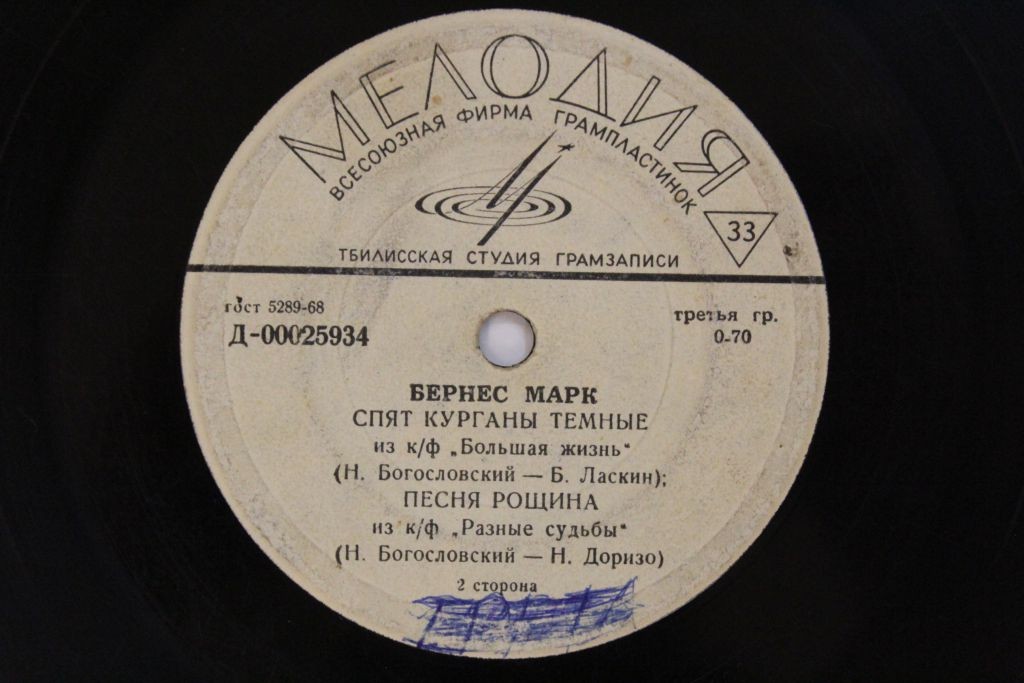 МЕЛОДИЯ
ВСЕСОЮЗНАЯ ФИРМА ГРАМПЛАСТИНОК
33
ТБИЛИССКАЯ СТУДИЯ ГРАМЗАПИСИ
гост 5289-68
третья гр.
Д-00025934
0-70
БЕРНЕС МАРК
СПЯТ КУРГАНЫ ТЕМНЫЕ
из к/ф „Большая жизнь“
(Н. Богословский — Б. Ласкин);
ПЕСНЯ РОЩИНА
из к/ф „Разные судьбы“
(Н. Богословский — Н. Доризо)
2 сторона